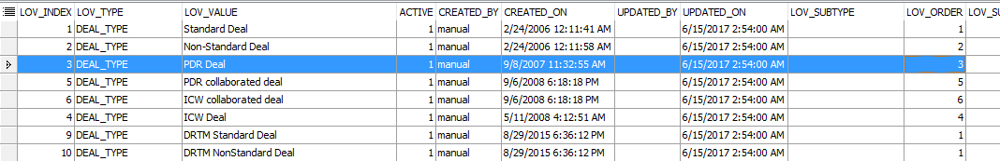 LOV_INDEX LOV_TYPE LOV_VALUE ACTIVE CREATED_BY CREATED_ON UPDATED_BY UPDATED_ON LOV_SUBTYPE LOV_ORDER LOV_SU
1 DEAL_TYPE Standard Deal 1 manual 2/24/2006 12:11:41 AM 6/15/2017 2:54:00 AM 1
2 DEAL_TYPE Non-Standard Deal 1 manual 2/24/2006 12:11:58 AM 6/15/2017 2:54:00 AM 2
3 DEAL_TYPE PDR Deal 1 manual 9/8/2007 11:32:55 AM 6/15/2017 2:54:00 AM 3
5 DEAL_TYPE PDR collaborated deal 1 manual 9/6/2008 6:18:18 PM 6/15/2017 2:54:00 AM 5
6 DEAL_TYPE ICW collaborated deal 1 manual 9/6/2008 6:18:18 PM 6/15/2017 2:54:00 AM 6
4 DEAL_TYPE ICW Deal 1 manual 5/11/2008 4:12:51 AM 6/15/2017 2:54:00 AM 4
9 DEAL_TYPE DRTM Standard Deal 1 manual 8/29/2015 6:36:12 PM 6/15/2017 2:54:00 AM 1
10 DEAL_TYPE DRTM NonStandard Deal 1 manual 8/29/2015 6:36:12 PM 6/15/2017 2:54:00 AM 1